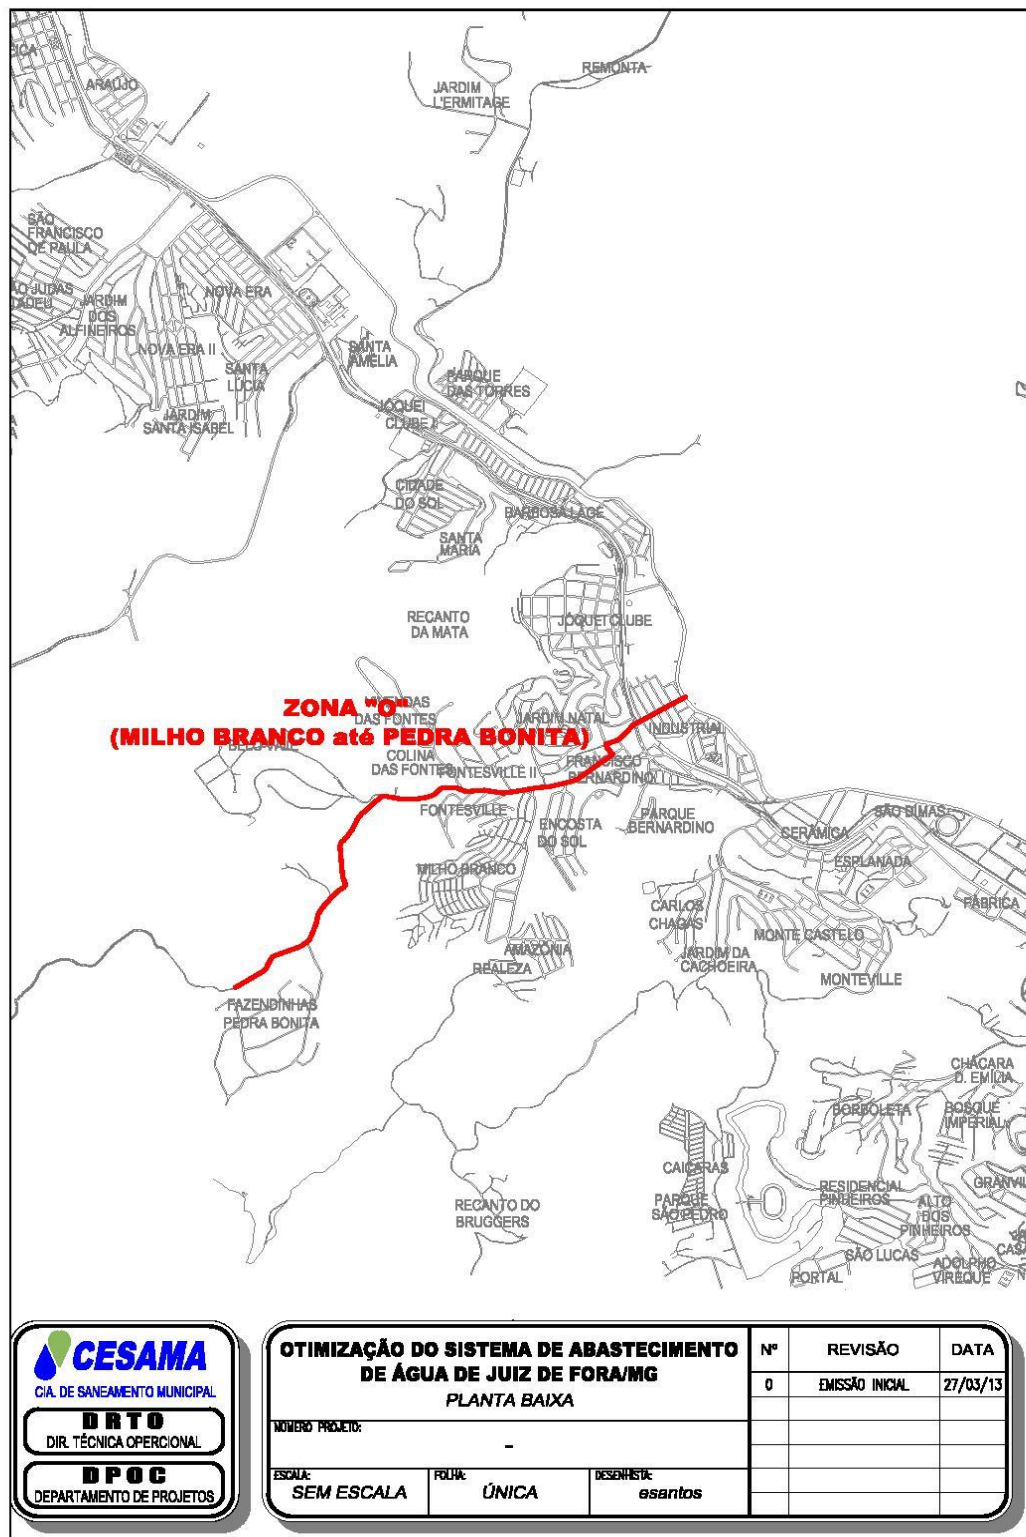 REMONTA
JARDIM
L'ERMITAGE
ARAÚJO
SÃO
FRANCISCO
DE PAULA
JARDIM
DOS
ALFINEIROS
NOVA ERA
NOVA ERA II
SANTA
LÚCIA
JARDIM
SANTA ISABEL
SANTA
AMÉLIA
PARQUE
DAS TORRES
JÓQUEI
CLUBE I
CIDADE
DO SOL
BARBOSA LAGE
SANTA
MARIA
RECANTO
DA MATA
JÓQUEI CLUBE
ZONA "O"
(MILHO BRANCO até PEDRA BONITA)
DAS FONTES
JARDIM NATAL
INDUSTRIAL
COLINA
DAS FONTES
FONTESVILLE II
FRANCISCO
BERNARDINO
FONTESVILLE
ENCOSTA
DO SOL
PARQUE
BERNARDINO
CERÂMICA
SÃO DIMAS
ESPLANADA
MILHO BRANCO
CARLOS
CHAGAS
FÁBRICA
MONTE CASTELO
AMAZÔNIA
REALEZA
JARDIM DA
CACHOEIRA
MONTEVILLE
FAZENDINHAS
PEDRA BONITA
CHÁCARA
D. EMÍLIA
BORBOLETA
BOSQUE
IMPERIAL
CAIÇARAS
PARQUE
SÃO PEDRO
RESIDENCIAL
PINHEIROS
GRANVIL
ALTO
DOS
PINHEIROS
RECANTO DO
BRUGGERS
SÃO LUCAS
PORTAL
ADOLPHO
VIREQUE
CESAMA
CIA. DE SANEAMENTO MUNICIPAL
DRTO
DIR. TÉCNICA OPERCIONAL
DPOC
DEPARTAMENTO DE PROJETOS
OTIMIZAÇÃO DO SISTEMA DE ABASTECIMENTO
DE ÁGUA DE JUIZ DE FORA/MG
PLANTA BAIXA
NÚMERO PROJETO:
-
ESCALA:
SEM ESCALA
FOLHA:
ÚNICA
DESENHISTA:
esantos
Nº REVISÃO DATA
0 EMISSÃO INICIAL 27/03/13